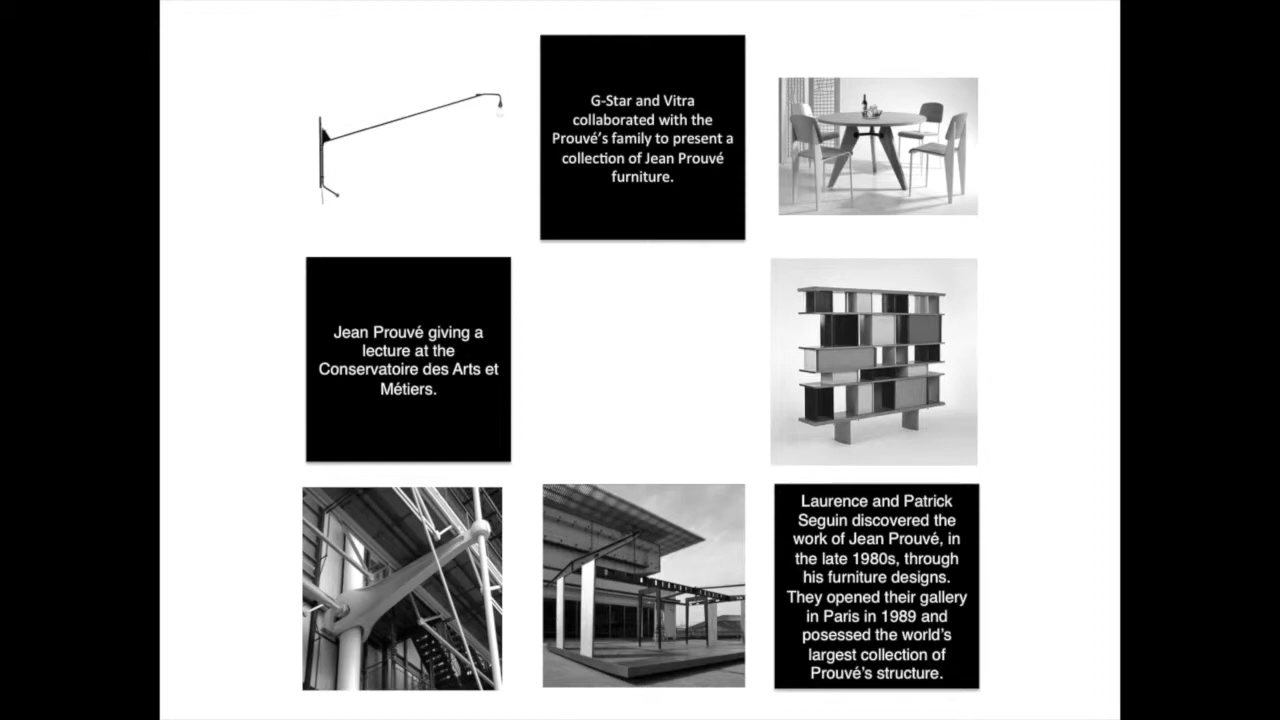 G-Star and Vitra
collaborated with the
Prouvé's family to present a
collection of Jean Prouvé
furniture.
Jean Prouvé giving a
lecture at the
Conservatoire des Arts et
Métiers.
Laurence and Patrick
Seguin discovered the
work of Jean Prouvé, in
the late 1980s, through
his furniture designs.
They opened their gallery
in Paris in 1989 and
posessed the world's
largest collection of
Prouvé's structure.